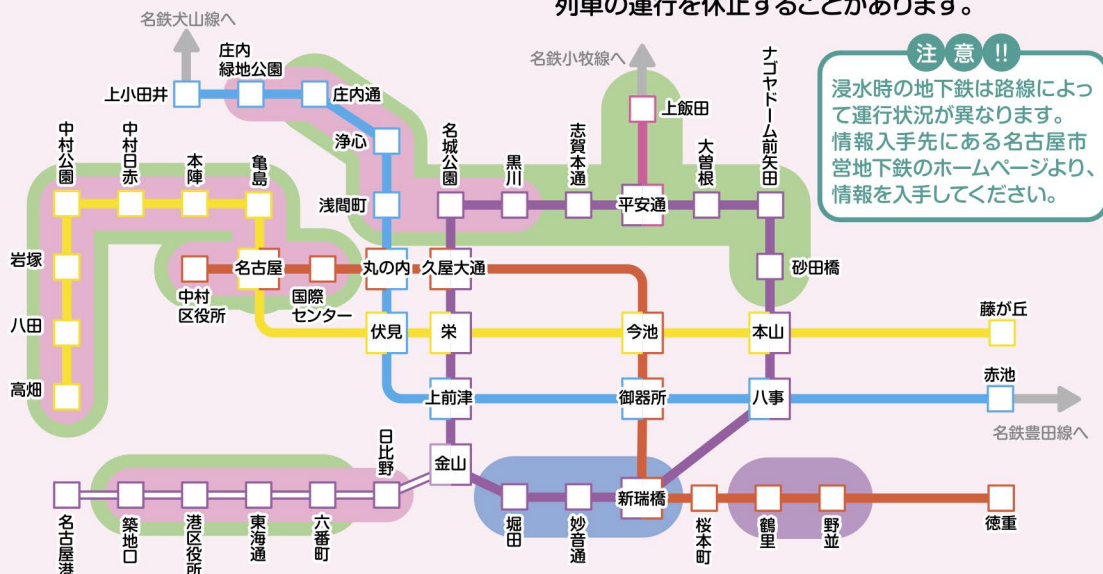 列車の運行を休止することがあります。
名鉄犬山線へ
庄内
緑地公園
上小田井
庄内通
浄心
浅間町
名鉄小牧線へ
上飯田
注意!!
浸水時の地下鉄は路線によっ
て運行状況が異なります。
情報入手先にある名古屋市
営地下鉄のホームページより、
情報を入手してください。
中村公園
中村日赤
本陣
亀島
名城公園
黒川
志賀本通
平安通
大曽根
ナゴヤドーム前矢田
砂田橋
岩塚
八田
高畑
中村
区役所
名古屋
国際
センター
丸の内
久屋大通
伏見
栄
今池
本山
藤が丘
上前津
御器所
八事
赤池
名鉄豊田線へ
日比野
金山
名古屋港
築地口
港区役所
東海通
六番町
堀田
妙音通
新瑞橋
桜本町
鶴里
野並
徳重